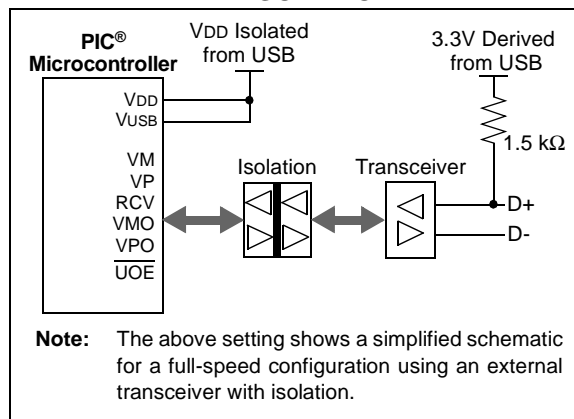 PIC®
Microcontroller
VDD Isolated
from USB
3.3V Derived
from USB
VDD
VUSB
1.5 kΩ
VM
VP
RCV
VMO
VPO
UOE
Isolation
Transceiver
D+
D-
Note: The above setting shows a simplified schematic
for a full-speed configuration using an external
transceiver with isolation.